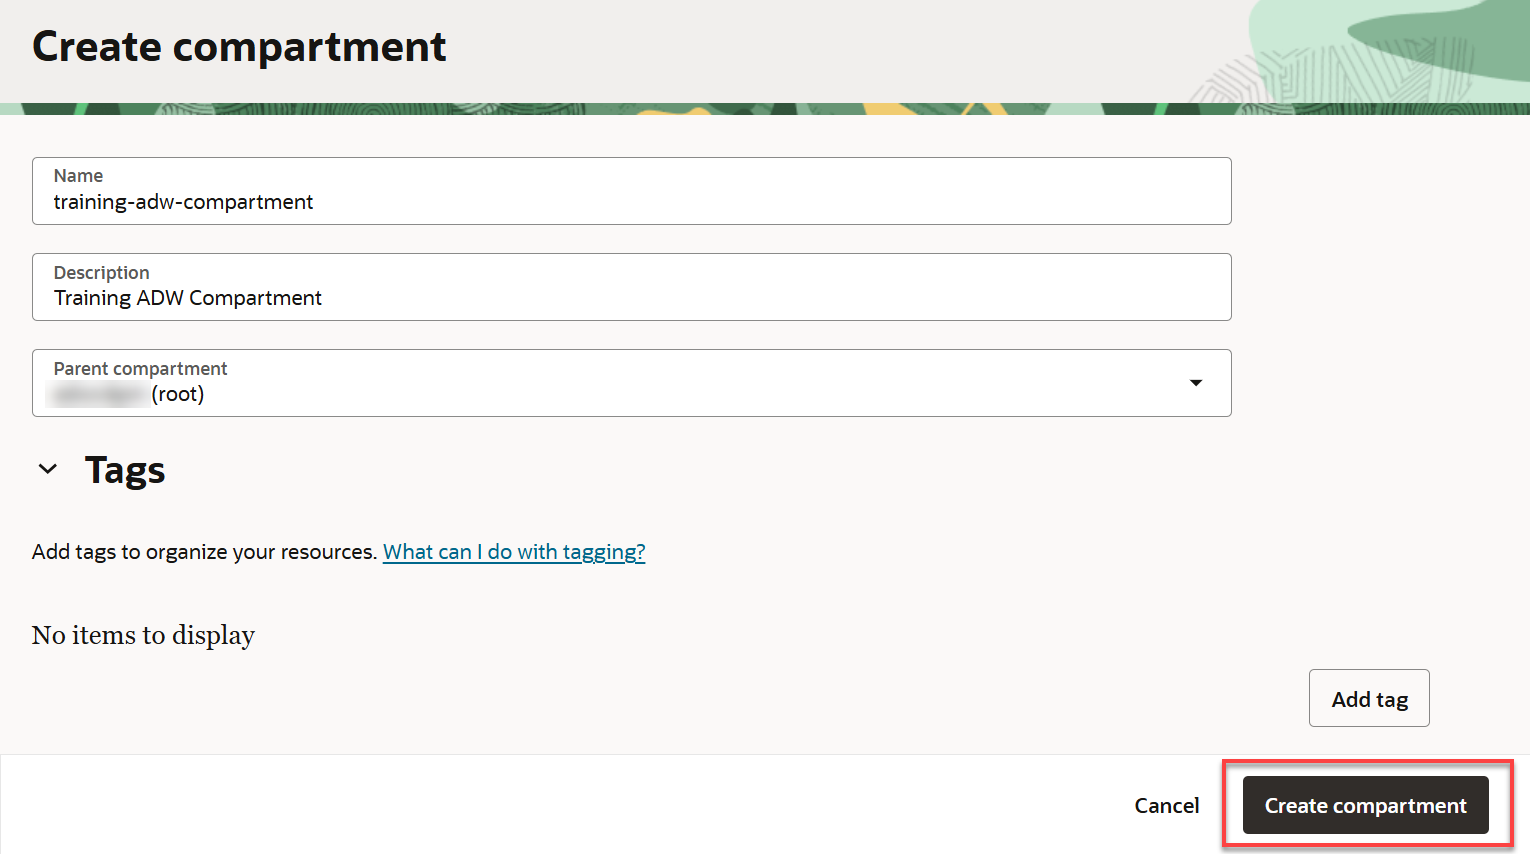 Create compartment
Name
training-adw-compartment
Description
Training ADW Compartment
Parent compartment
(root)
Tags
Add tags to organize your resources. What can I do with tagging?
No items to display
Add tag
Cancel
Create compartment